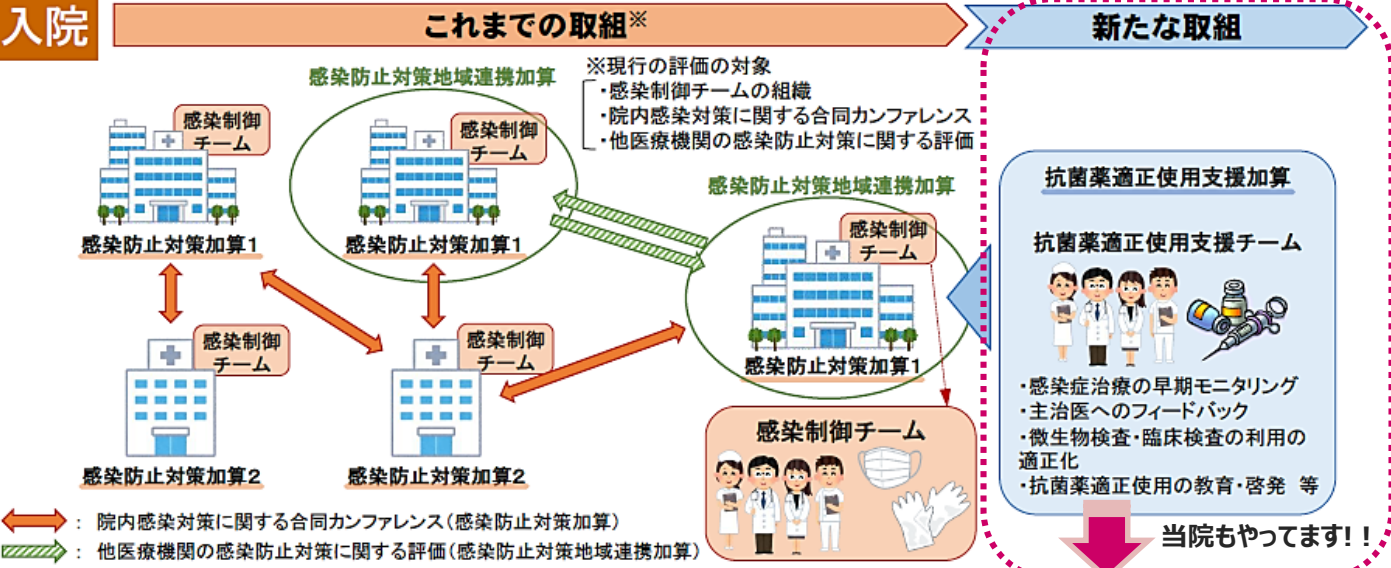 入院
これまでの取組※
新たな取組
感染防止対策地域連携加算
※現行の評価の対象
・感染制御チームの組織
・院内感染対策に関する合同カンファレンス
・他医療機関の感染防止対策に関する評価
感染制御
チーム
感染防止対策加算1
感染制御
チーム
感染防止対策加算1
感染防止対策地域連携加算
感染制御
チーム
感染防止対策加算1
感染制御
チーム
感染防止対策加算2
感染制御
チーム
感染防止対策加算2
感染制御チーム
抗菌薬適正使用支援加算
抗菌薬適正使用支援チーム
・感染症治療の早期モニタリング
・主治医へのフィードバック
・微生物検査・臨床検査の利用の
適正化
・抗菌薬適正使用の教育・啓発 等
当院もやってます！！
： 院内感染対策に関する合同カンファレンス（感染防止対策加算）
： 他医療機関の感染防止対策に関する評価（感染防止対策地域連携加算）